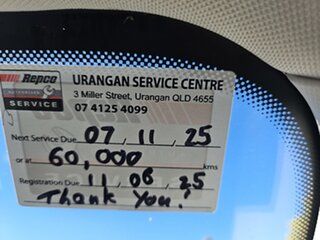 Repco
AUTHORISED
SERVICE
URANGAN SERVICE CENTRE
3 Miller Street, Urangan QLD 4655
07 4125 4099
Next Service Due 07, 11, 25
or at 60,000 kms
Registration Due 11, 06, 25
Thank You!